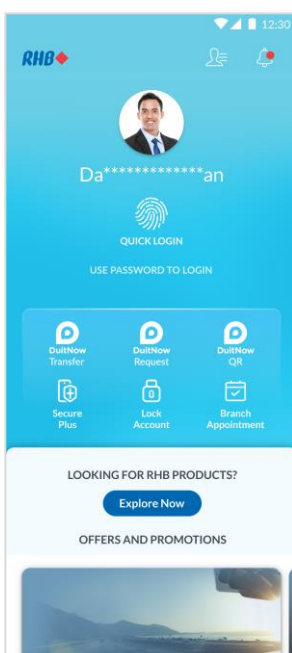 12:30
RHB
Da*************an
QUICK LOGIN
USE PASSWORD TO LOGIN
DuitNow
Transfer
DuitNow
Request
DuitNow
QR
Secure
Plus
Lock
Account
Branch
Appointment
LOOKING FOR RHB PRODUCTS?
Explore Now
OFFERS AND PROMOTIONS